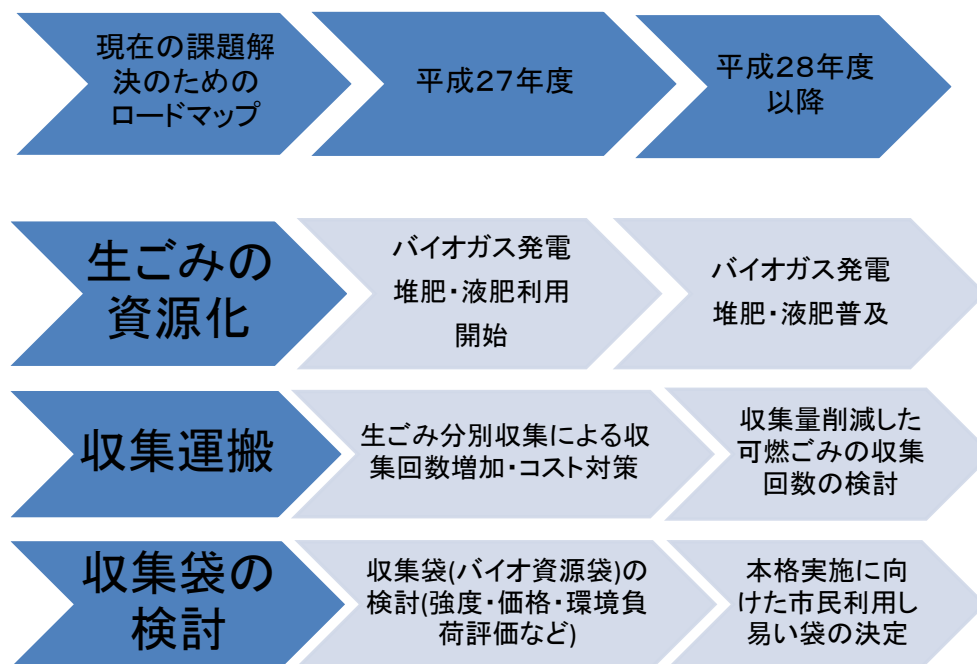 現在の課題解
決のための
ロードマップ
平成27年度
平成28年度
以降
生ごみの
資源化
バイオガス発電
堆肥・液肥利用
開始
バイオガス発電
堆肥・液肥普及
収集運搬
生ごみ分別収集による収
集回数増加・コスト対策
収集量削減した
可燃ごみの収集
回数の検討
収集袋の
検討
収集袋(バイオ資源袋)の
検討(強度・価格・環境負
荷評価など)
本格実施に向
けた市民利用し
易い袋の決定